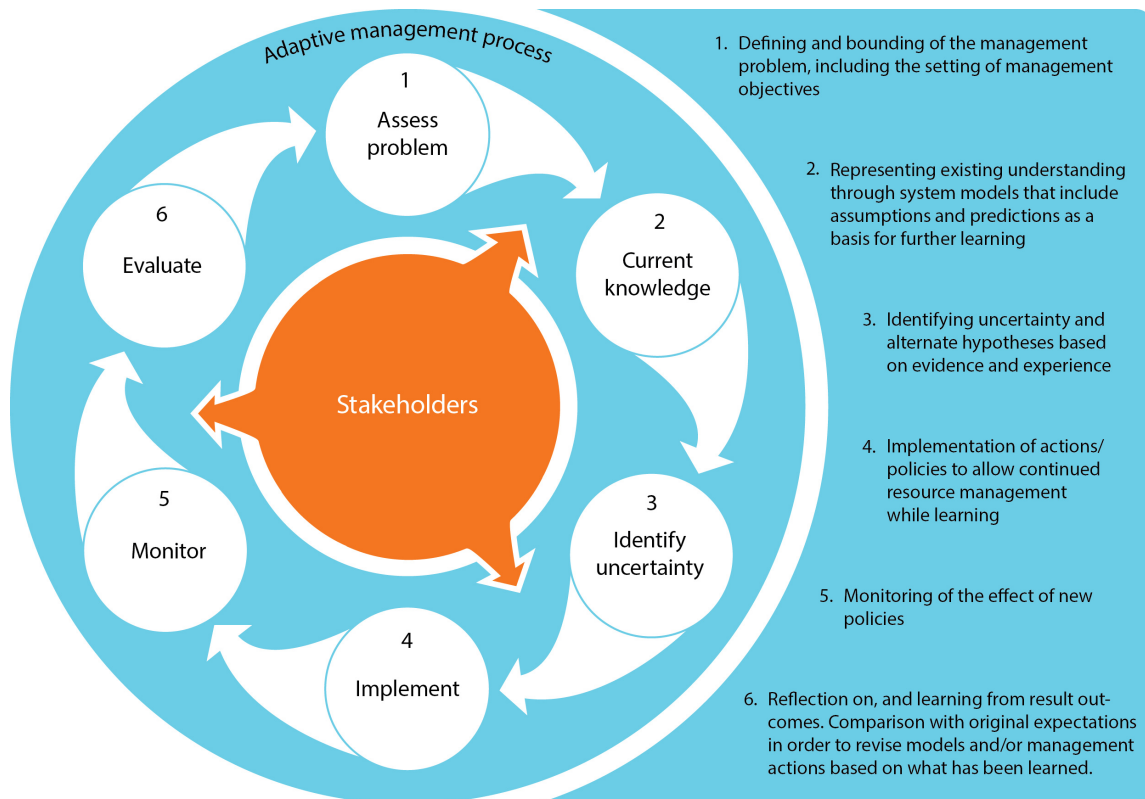 Adaptive management process
1
Assess
problem
2
Current
knowledge
3
Identify
uncertainty
4
Implement
5
Monitor
6
Evaluate
Stakeholders
1. Defining and bounding of the management
problem, including the setting of management
objectives
2. Representing existing understanding
through system models that include
assumptions and predictions as a
basis for further learning
3. Identifying uncertainty and
alternate hypotheses based
on evidence and experience
4. Implementation of actions/
policies to allow continued
resource management
while learning
5. Monitoring of the effect of new
policies
6. Reflection on, and learning from result out-
comes. Comparison with original expectations
in order to revise models and/or management
actions based on what has been learned.